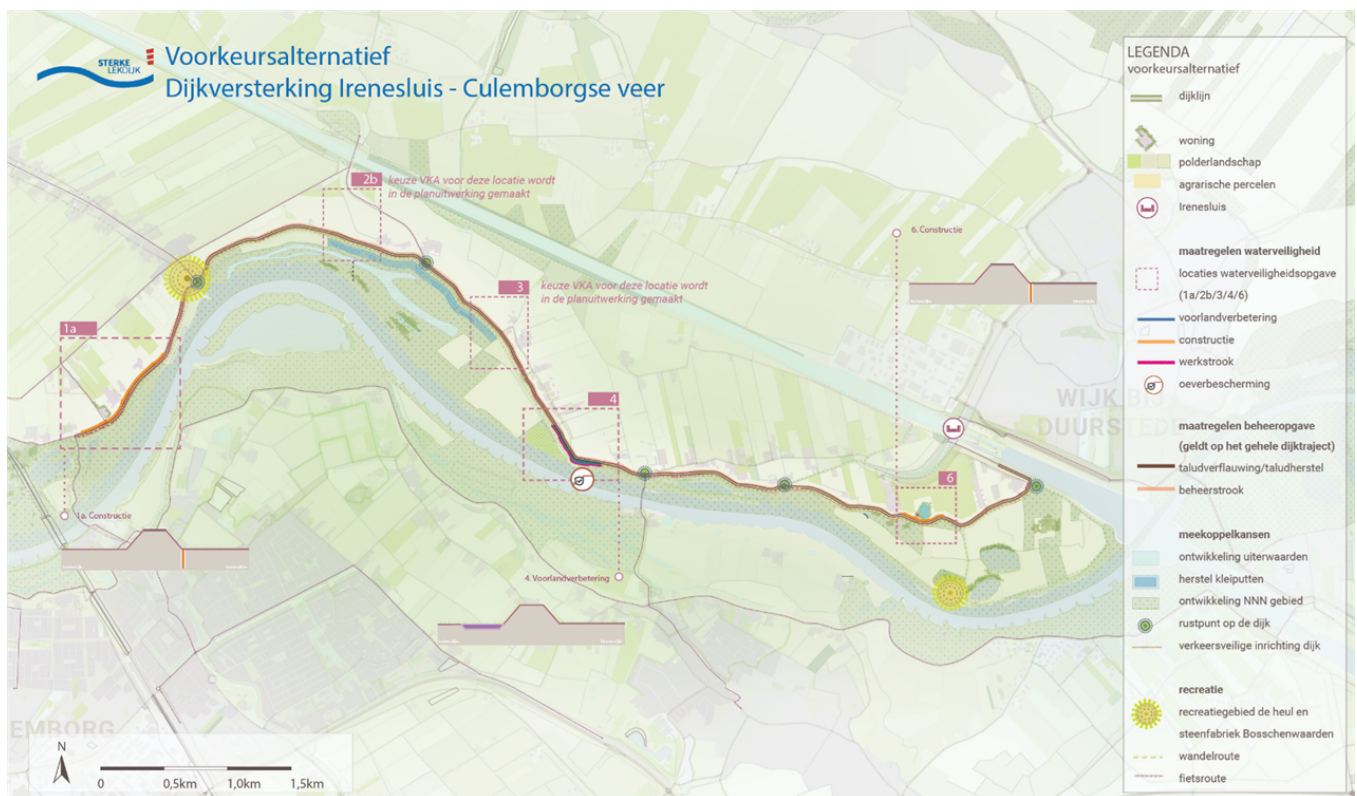 STERKE
LEKDIJK
Voorkeursalternatief
Dijkversterking Irenesluis - Culemborgse veer
2b
keuze VKA voor deze locatie wordt
in de planuitwerking gemaakt
3
keuze VKA voor deze locatie wordt
in de planuitwerking gemaakt
6. Constructie
1a
4
WIJK BIJ
DUURSTEDE
6
1a. Constructie
4. Voorlandverbetering
EMBORG
N
0
0,5km
1,0km
1,5km
LEGENDA
voorkeursalternatief
dijklijn
woning
polderlandschap
agrarische percelen
Irenesluis
maatregelen waterveiligheid
locaties waterveiligheidsopgave
(1a/2b/3/4/6)
voorlandverbetering
constructie
werkstrook
oeverbescherming
maatregelen beheeropgave
(geldt op het gehele dijktraject)
taludverflauwing/taludherstel
beheerstrook
meekoppelkansen
ontwikkeling uiterwaarden
herstel kleiputten
ontwikkeling NNN gebied
rustpunt op de dijk
verkeersveilige inrichting dijk
recreatie
recreatiegebied de heul en
steenfabriek Bosschenwaarden
wandelroute
fietsroute